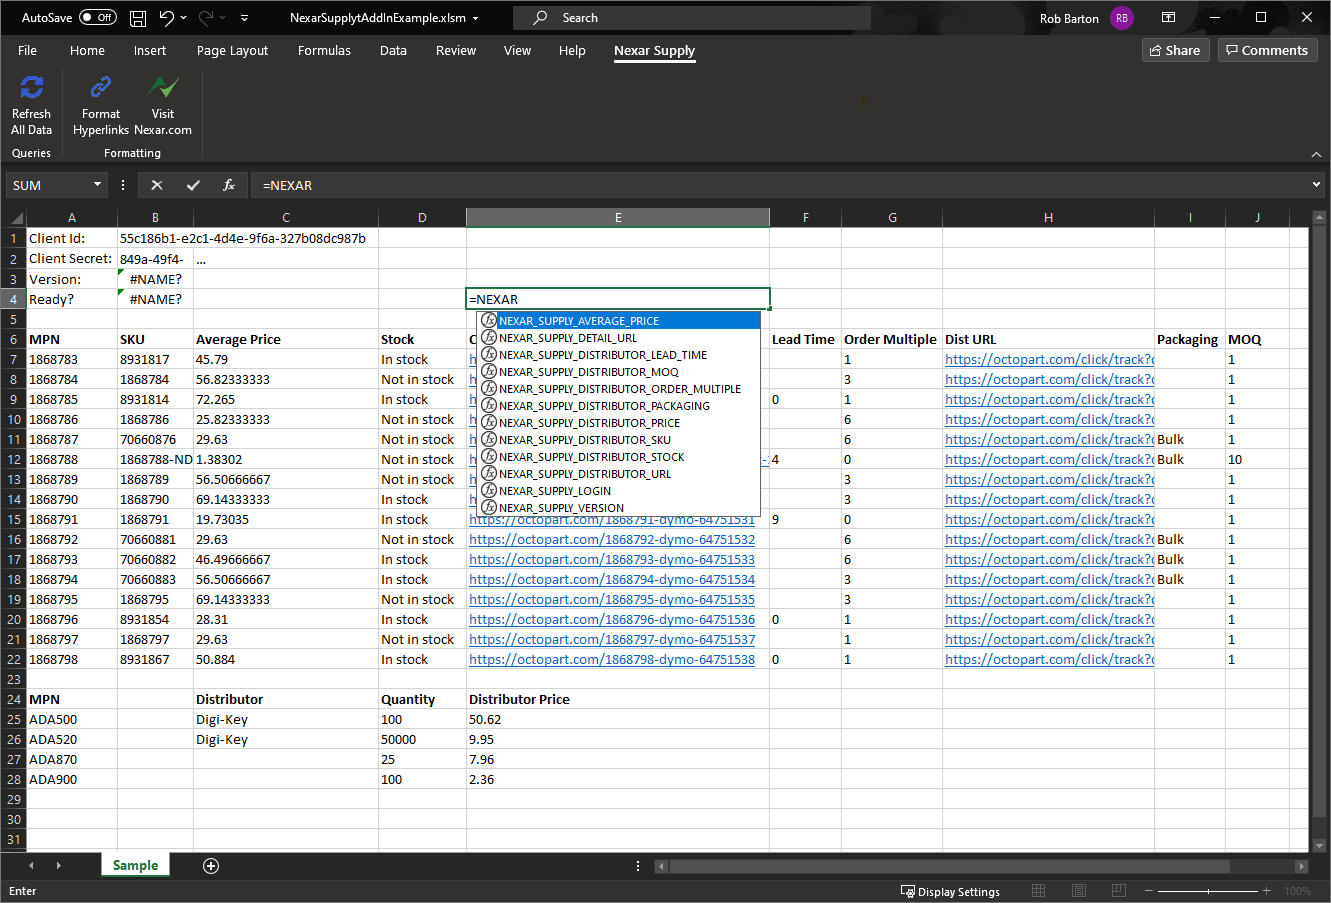 AutoSave Off NexarSupplytAddInExample.xlsm Search Rob Barton RB
File Home Insert Page Layout Formulas Data Review View Help Nexar Supply Share Comments
Refresh All Data
Format Hyperlinks
Visit Nexar.com
Queries Formatting
SUM fx =NEXAR
A B C D E F G H I J
1 Client Id: 55c186b1-e2c1-4d4e-9f6a-327b08dc987b
2 Client Secret: 849a-49f4- ...
3 Version: #NAME?
4 Ready? #NAME? =NEXAR
5
NEXAR_SUPPLY_AVERAGE_PRICE
NEXAR_SUPPLY_DETAIL_URL
NEXAR_SUPPLY_DISTRIBUTOR_LEAD_TIME
NEXAR_SUPPLY_DISTRIBUTOR_MOQ
NEXAR_SUPPLY_DISTRIBUTOR_ORDER_MULTIPLE
NEXAR_SUPPLY_DISTRIBUTOR_PACKAGING
NEXAR_SUPPLY_DISTRIBUTOR_PRICE
NEXAR_SUPPLY_DISTRIBUTOR_SKU
NEXAR_SUPPLY_DISTRIBUTOR_STOCK
NEXAR_SUPPLY_DISTRIBUTOR_URL
NEXAR_SUPPLY_LOGIN
NEXAR_SUPPLY_VERSION
6 MPN SKU Average Price Stock Lead Time Order Multiple Dist URL Packaging MOQ
7 1868783 8931817 45.79 In stock 1 https://octopart.com/click/track? 1
8 1868784 1868784 56.82333333 Not in stock 3 https://octopart.com/click/track? 1
9 1868785 8931814 72.265 In stock 0 1 https://octopart.com/click/track? 1
10 1868786 1868786 25.82333333 Not in stock 6 https://octopart.com/click/track? 1
11 1868787 70660876 29.63 Not in stock 6 https://octopart.com/click/track? Bulk 1
12 1868788 1868788-ND 1.38302 Not in stock 4 0 https://octopart.com/click/track? Bulk 10
13 1868789 1868789 56.50666667 Not in stock 3 https://octopart.com/click/track? 1
14 1868790 1868790 69.14333333 In stock 3 https://octopart.com/click/track? 1
15 1868791 1868791 19.73035 In stock https://octopart.com/1868791-dymo-64751531 9 0 https://octopart.com/click/track? 1
16 1868792 70660881 29.63 Not in stock https://octopart.com/1868792-dymo-64751532 6 https://octopart.com/click/track? Bulk 1
17 1868793 70660882 46.49666667 In stock https://octopart.com/1868793-dymo-64751533 6 https://octopart.com/click/track? Bulk 1
18 1868794 70660883 56.50666667 In stock https://octopart.com/1868794-dymo-64751534 3 https://octopart.com/click/track? Bulk 1
19 1868795 1868795 69.14333333 Not in stock https://octopart.com/1868795-dymo-64751535 3 https://octopart.com/click/track? 1
20 1868796 8931854 28.31 In stock https://octopart.com/1868796-dymo-64751536 0 1 https://octopart.com/click/track? 1
21 1868797 1868797 29.63 Not in stock https://octopart.com/1868797-dymo-64751537 1 https://octopart.com/click/track? 1
22 1868798 8931867 50.884 In stock https://octopart.com/1868798-dymo-64751538 0 1 https://octopart.com/click/track? 1
23
24 MPN Distributor Quantity Distributor Price
25 ADA500 Digi-Key 100 50.62
26 ADA520 Digi-Key 50000 9.95
27 ADA870 25 7.96
28 ADA900 100 2.36
29
30
31
Sample
Enter Display Settings 100%